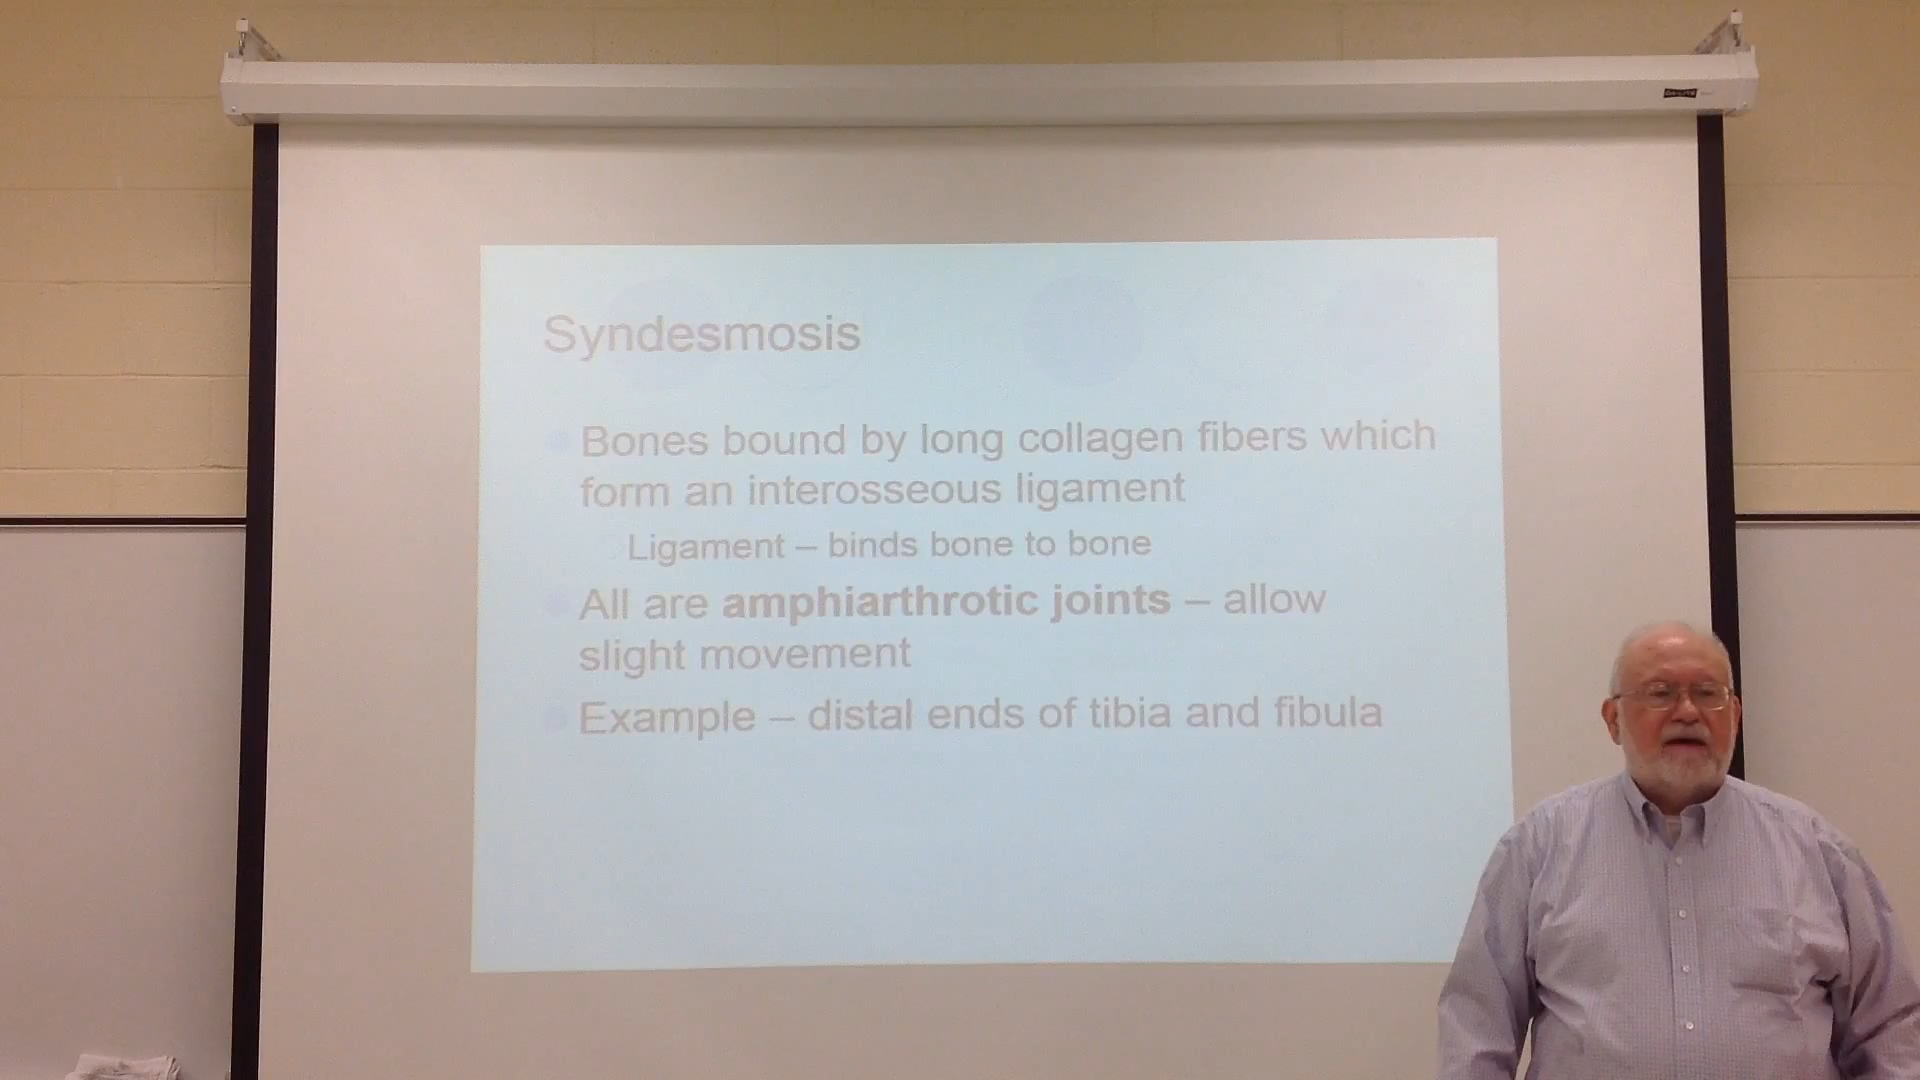 Syndesmosis
Bones bound by long collagen fibers which
form an interosseous ligament
Ligament – binds bone to bone
All are amphiarthrotic joints – allow
slight movement
Example – distal ends of tibia and fibula